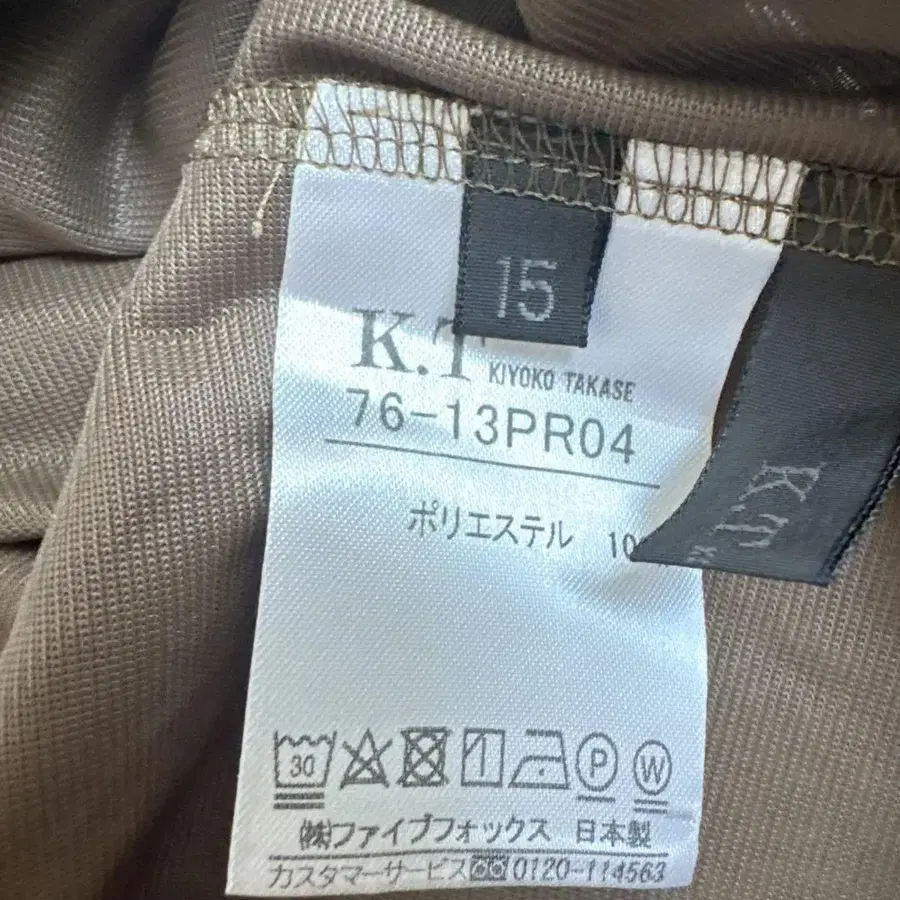 15
K.T
KIYOKO TAKASE
76-13PR04
K.T
ポリエステル 10
30
P
W
㈱ファイブフォックス 日本製
カスタマーサービス 0120-114563